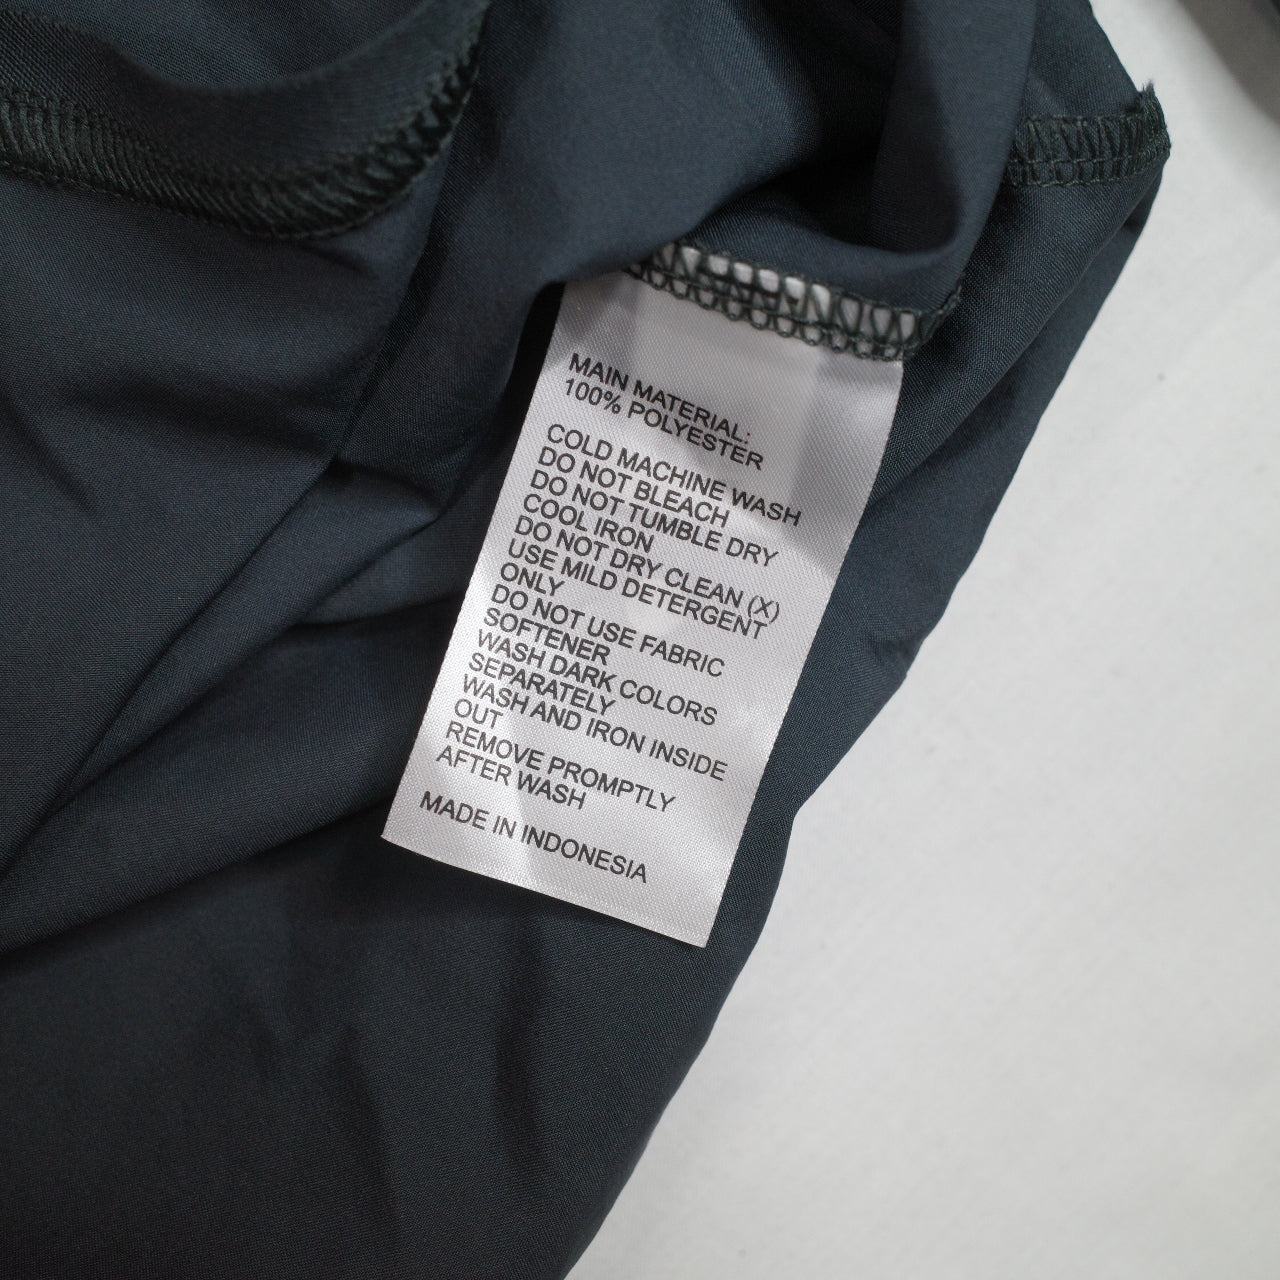 MAIN MATERIAL:
100% POLYESTER
COLD MACHINE WASH
DO NOT BLEACH
DO NOT TUMBLE DRY
COOL IRON
DO NOT DRY CLEAN (X)
USE MILD DETERGENT
ONLY
DO NOT USE FABRIC
SOFTENER
WASH DARK COLORS
SEPARATELY
WASH AND IRON INSIDE
OUT
REMOVE PROMPTLY
AFTER WASH
MADE IN INDONESIA